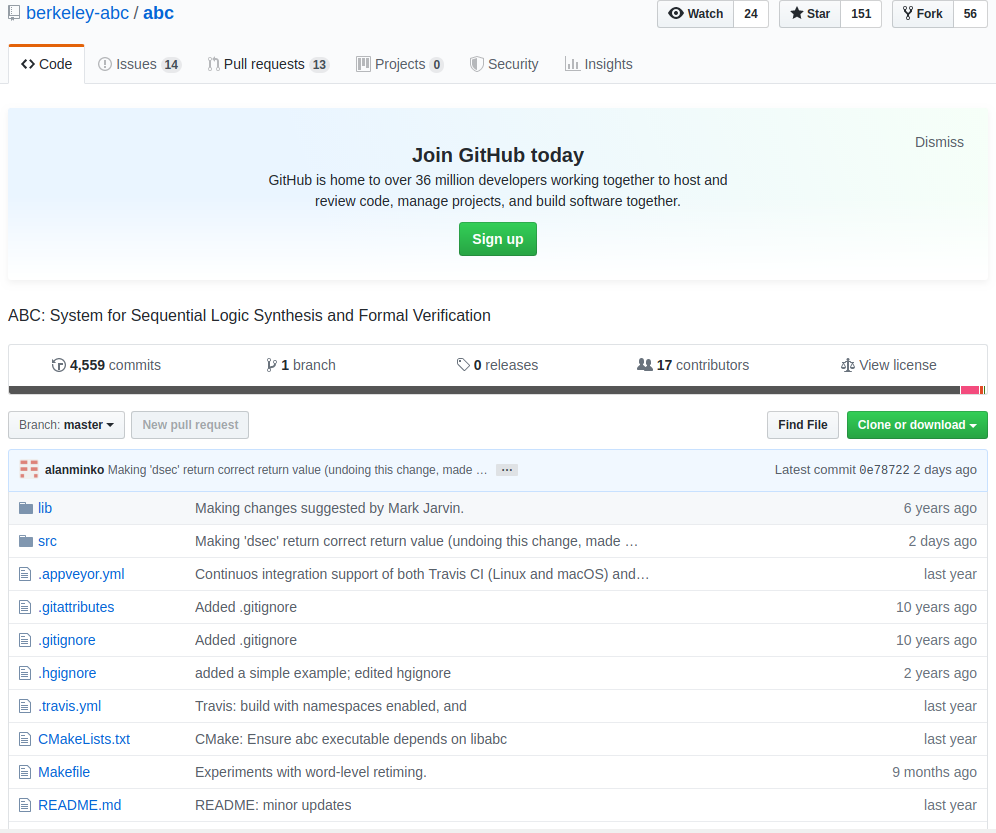 berkeley-abc / abc Watch 24 Star 151 Fork 56
Code Issues 14 Pull requests 13 Projects 0 Security Insights
Dismiss
Join GitHub today
GitHub is home to over 36 million developers working together to host and
review code, manage projects, and build software together.
Sign up
ABC: System for Sequential Logic Synthesis and Formal Verification
4,559 commits 1 branch 0 releases 17 contributors View license
Branch: master New pull request Find File Clone or download
alanminko Making 'dsec' return correct return value (undoing this change, made … ... Latest commit 0e78722 2 days ago
lib Making changes suggested by Mark Jarvin. 6 years ago
src Making 'dsec' return correct return value (undoing this change, made … 2 days ago
.appveyor.yml Continuos integration support of both Travis CI (Linux and macOS) and… last year
.gitattributes Added .gitignore 10 years ago
.gitignore Added .gitignore 10 years ago
.hgignore added a simple example; edited hgignore 2 years ago
.travis.yml Travis: build with namespaces enabled, and last year
CMakeLists.txt CMake: Ensure abc executable depends on libabc last year
Makefile Experiments with word-level retiming. 9 months ago
README.md README: minor updates last year